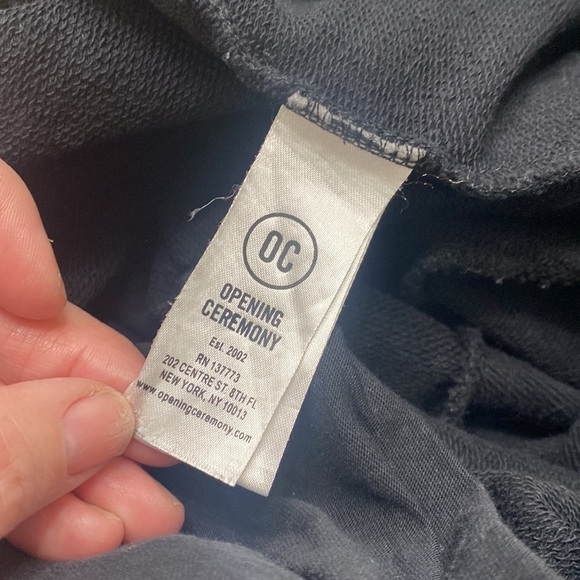 OC
OPENING
CEREMONY
Est. 2002
RN 137773
202 CENTRE ST. 8TH FL
NEW YORK, NY 10013
www.openingceremony.com